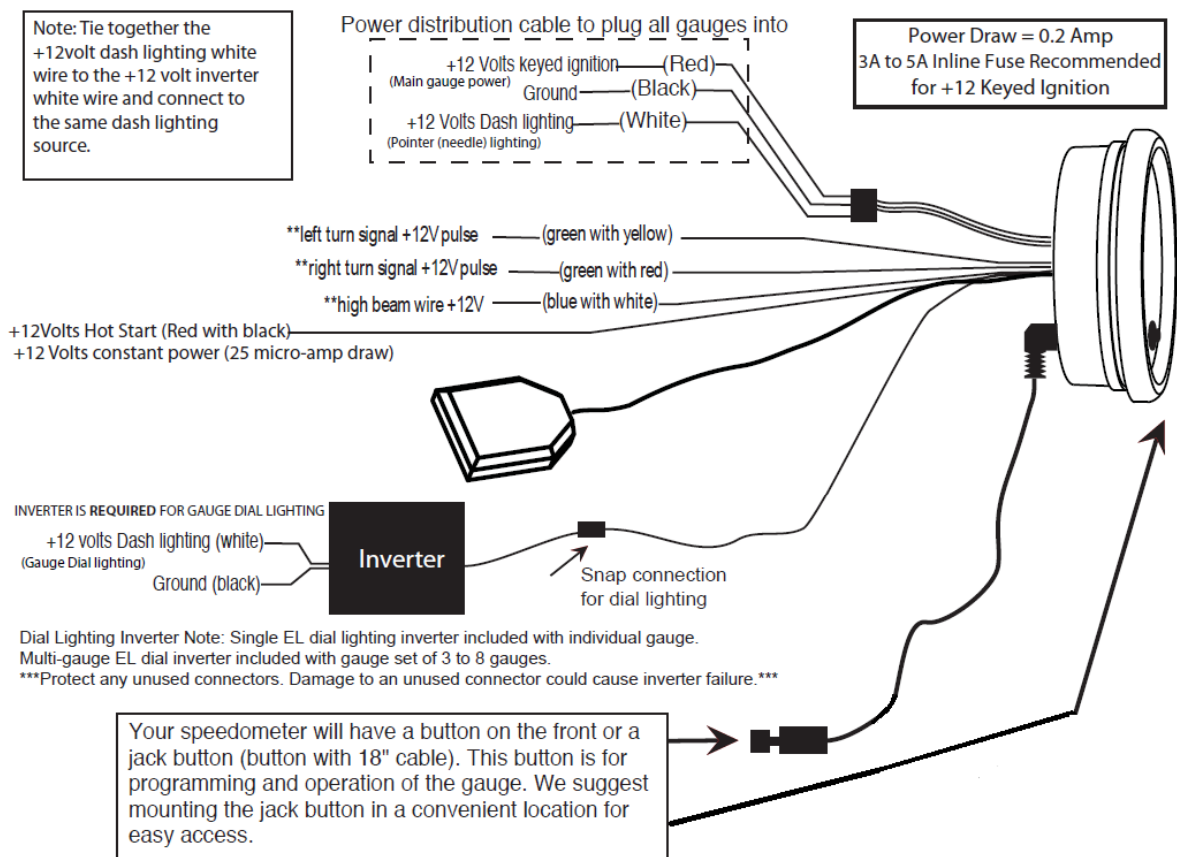 Note: Tie together the
+12volt dash lighting white
wire to the +12 volt inverter
white wire and connect to
the same dash lighting
source.
Power distribution cable to plug all gauges into
+12 Volts keyed ignition (Red)
(Main gauge power)
Ground (Black)
+12 Volts Dash lighting (White)
(Pointer (needle) lighting)
Power Draw = 0.2 Amp
3A to 5A Inline Fuse Recommended
for +12 Keyed Ignition
**left turn signal +12V pulse (green with yellow)
**right turn signal +12V pulse (green with red)
**high beam wire +12V (blue with white)
+12Volts Hot Start (Red with black)
+12 Volts constant power (25 micro-amp draw)
INVERTER IS REQUIRED FOR GAUGE DIAL LIGHTING
+12 volts Dash lighting (white)
(Gauge Dial lighting)
Ground (black)
Inverter
Snap connection
for dial lighting
Dial Lighting Inverter Note: Single EL dial lighting inverter included with individual gauge.
Multi-gauge EL dial inverter included with gauge set of 3 to 8 gauges.
***Protect any unused connectors. Damage to an unused connector could cause inverter failure.***
Your speedometer will have a button on the front or a
jack button (button with 18" cable). This button is for
programming and operation of the gauge. We suggest
mounting the jack button in a convenient location for
easy access.